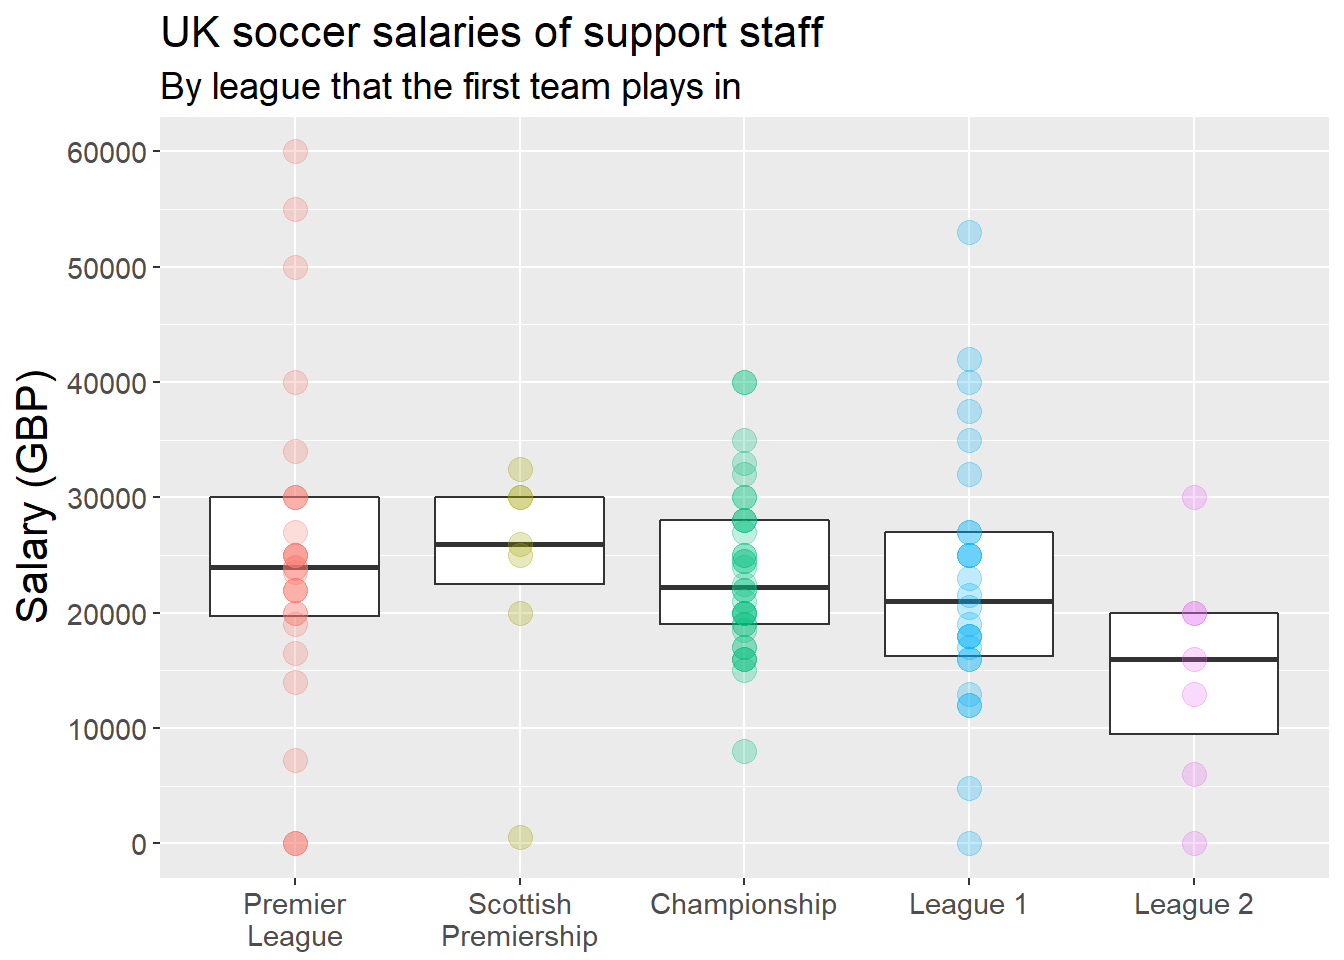 UK soccer salaries of support staff
By league that the first team plays in
Salary (GBP)
60000
50000
40000
30000
20000
10000
0
Premier
League
Scottish
Premiership
Championship
League 1
League 2